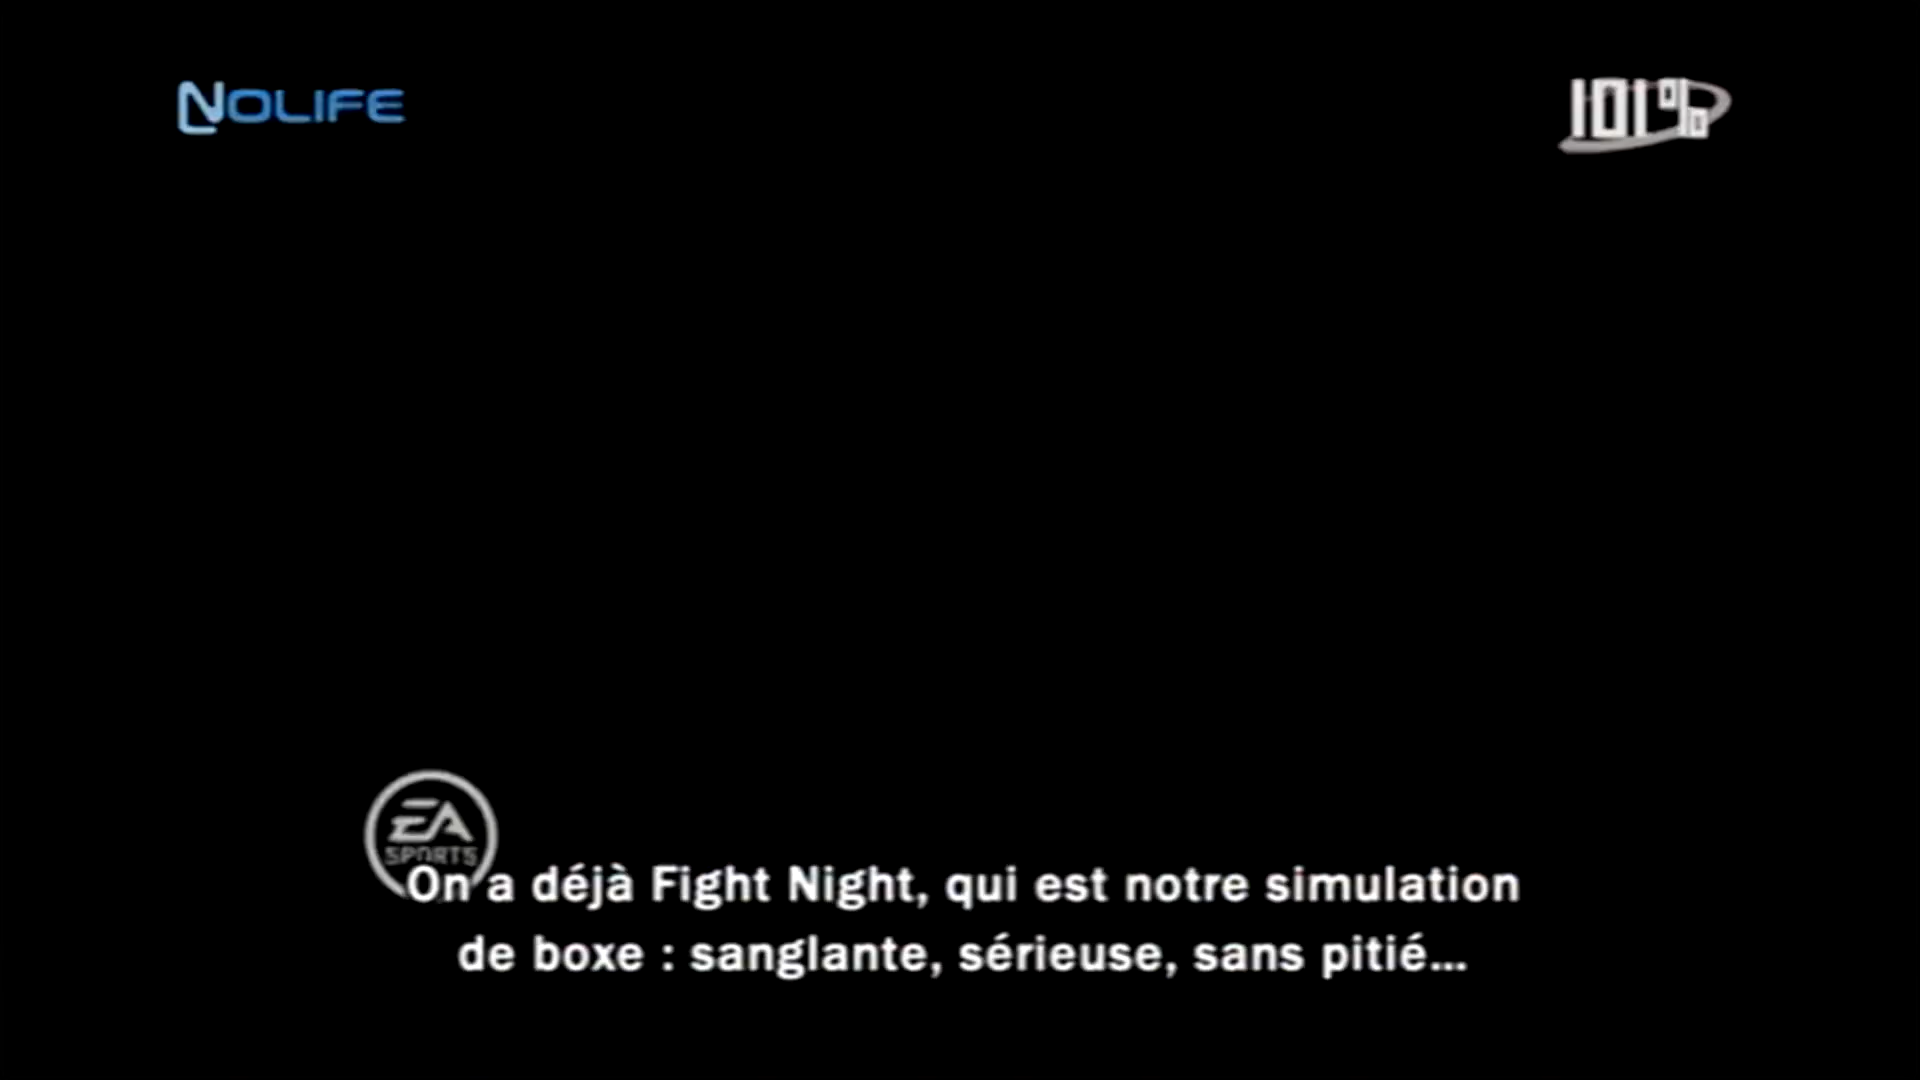 NOLIFE
101%
EA
SPORTS
On a déjà Fight Night, qui est notre simulation
de boxe : sanglante, sérieuse, sans pitié...